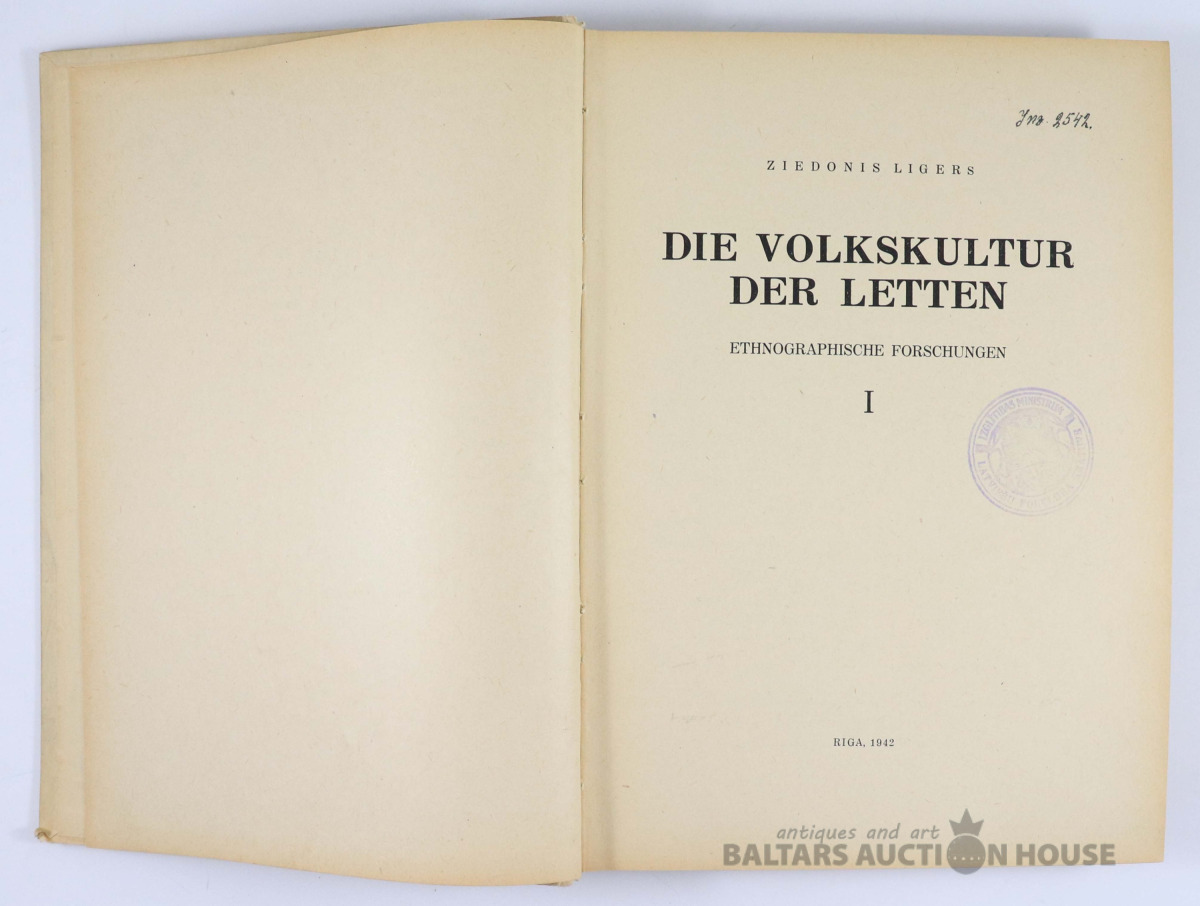 Inv. 2542.
ZIEDONIS LIGERS
DIE VOLKSKULTUR
DER LETTEN
ETHNOGRAPHISCHE FORSCHUNGEN
I
RIGA, 1942
antiques and art
BALTARS AUCTION HOUSE